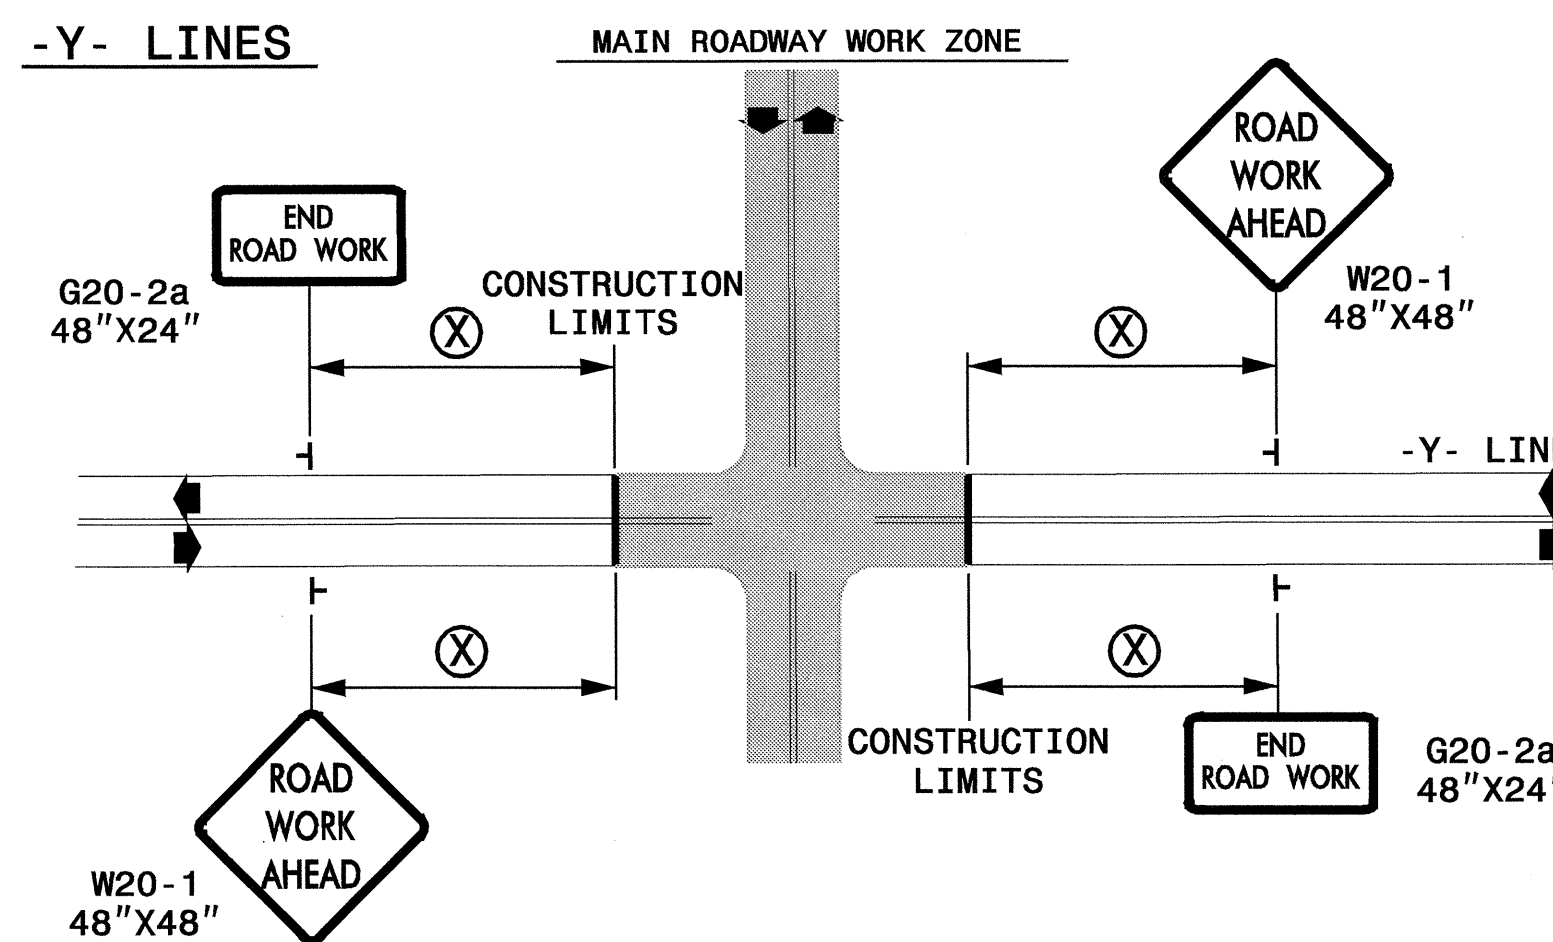 -Y- LINES
MAIN ROADWAY WORK ZONE
ROAD
WORK
AHEAD
END
ROAD WORK
G20-2a
48"X24"
CONSTRUCTION
LIMITS
W20-1
48"X48"
X
X
-Y- LIN
X
X
CONSTRUCTION
LIMITS
END
ROAD WORK
G20-2a
48"X24"
ROAD
WORK
AHEAD
W20-1
48"X48"